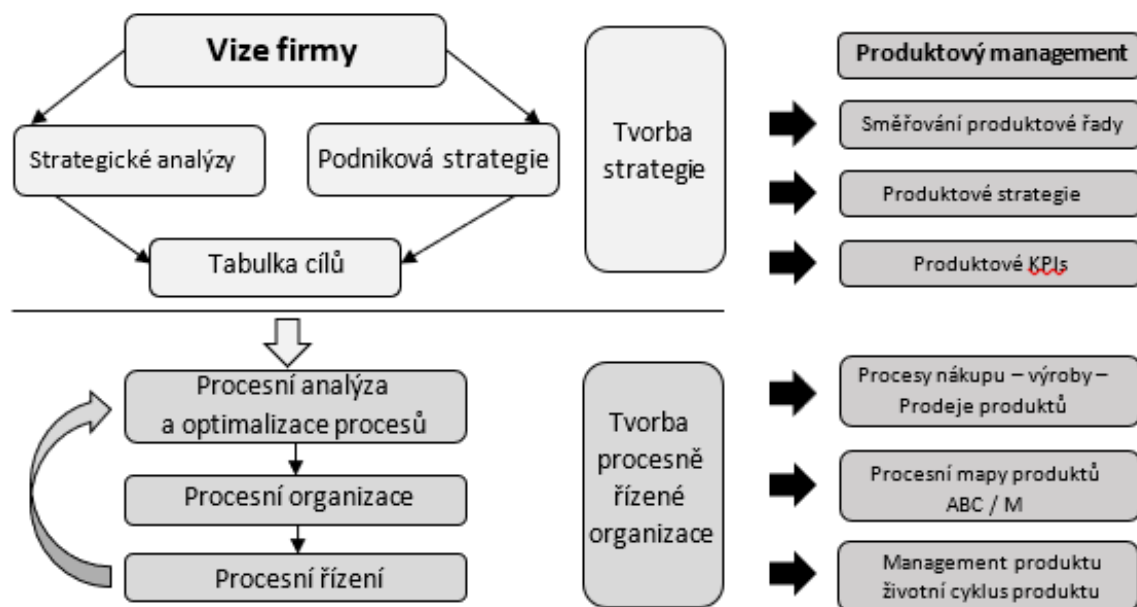 Vize firmy
Strategické analýzy
Podniková strategie
Tabulka cílů
Tvorba
strategie
Produktový management
Směřování produktové řady
Produktové strategie
Produktové KPIs
Procesní analýza
a optimalizace procesů
Procesní organizace
Procesní řízení
Tvorba
procesně
řízené
organizace
Procesy nákupu – výroby –
Prodeje produktů
Procesní mapy produktů
ABC / M
Management produktu
životní cyklus produktu